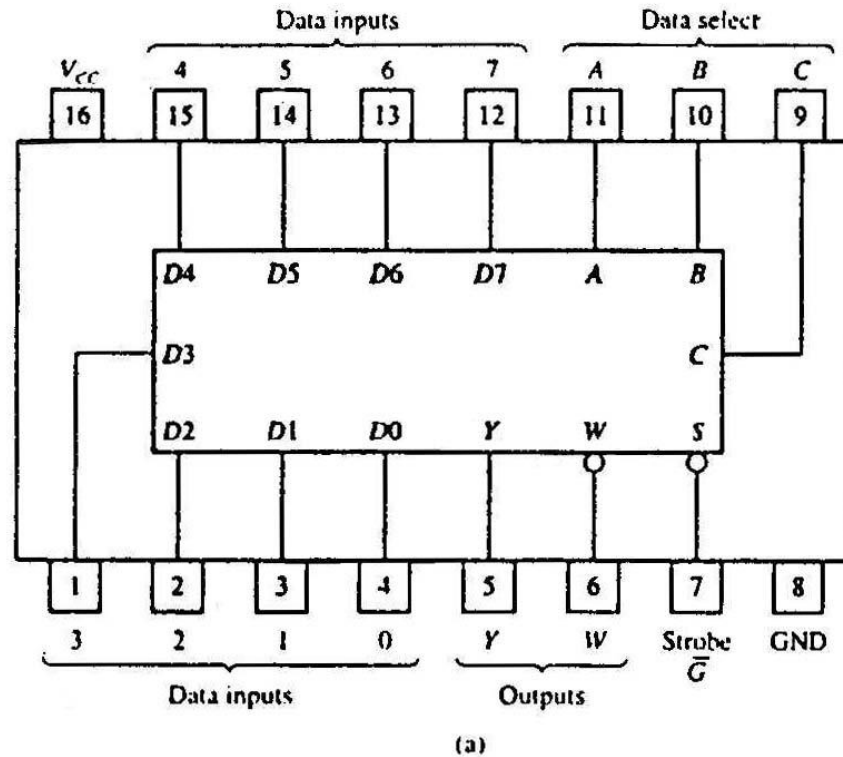 Data inputs Data select
V_CC 4 5 6 7 A B C
16 15 14 13 12 11 10 9
D4 D5 D6 D7 A B
D3 C
D2 D1 D0 Y W S
1 2 3 4 5 6 7 8
3 2 1 0 Y W Strobe GND
G̅
Data inputs Outputs
(a)